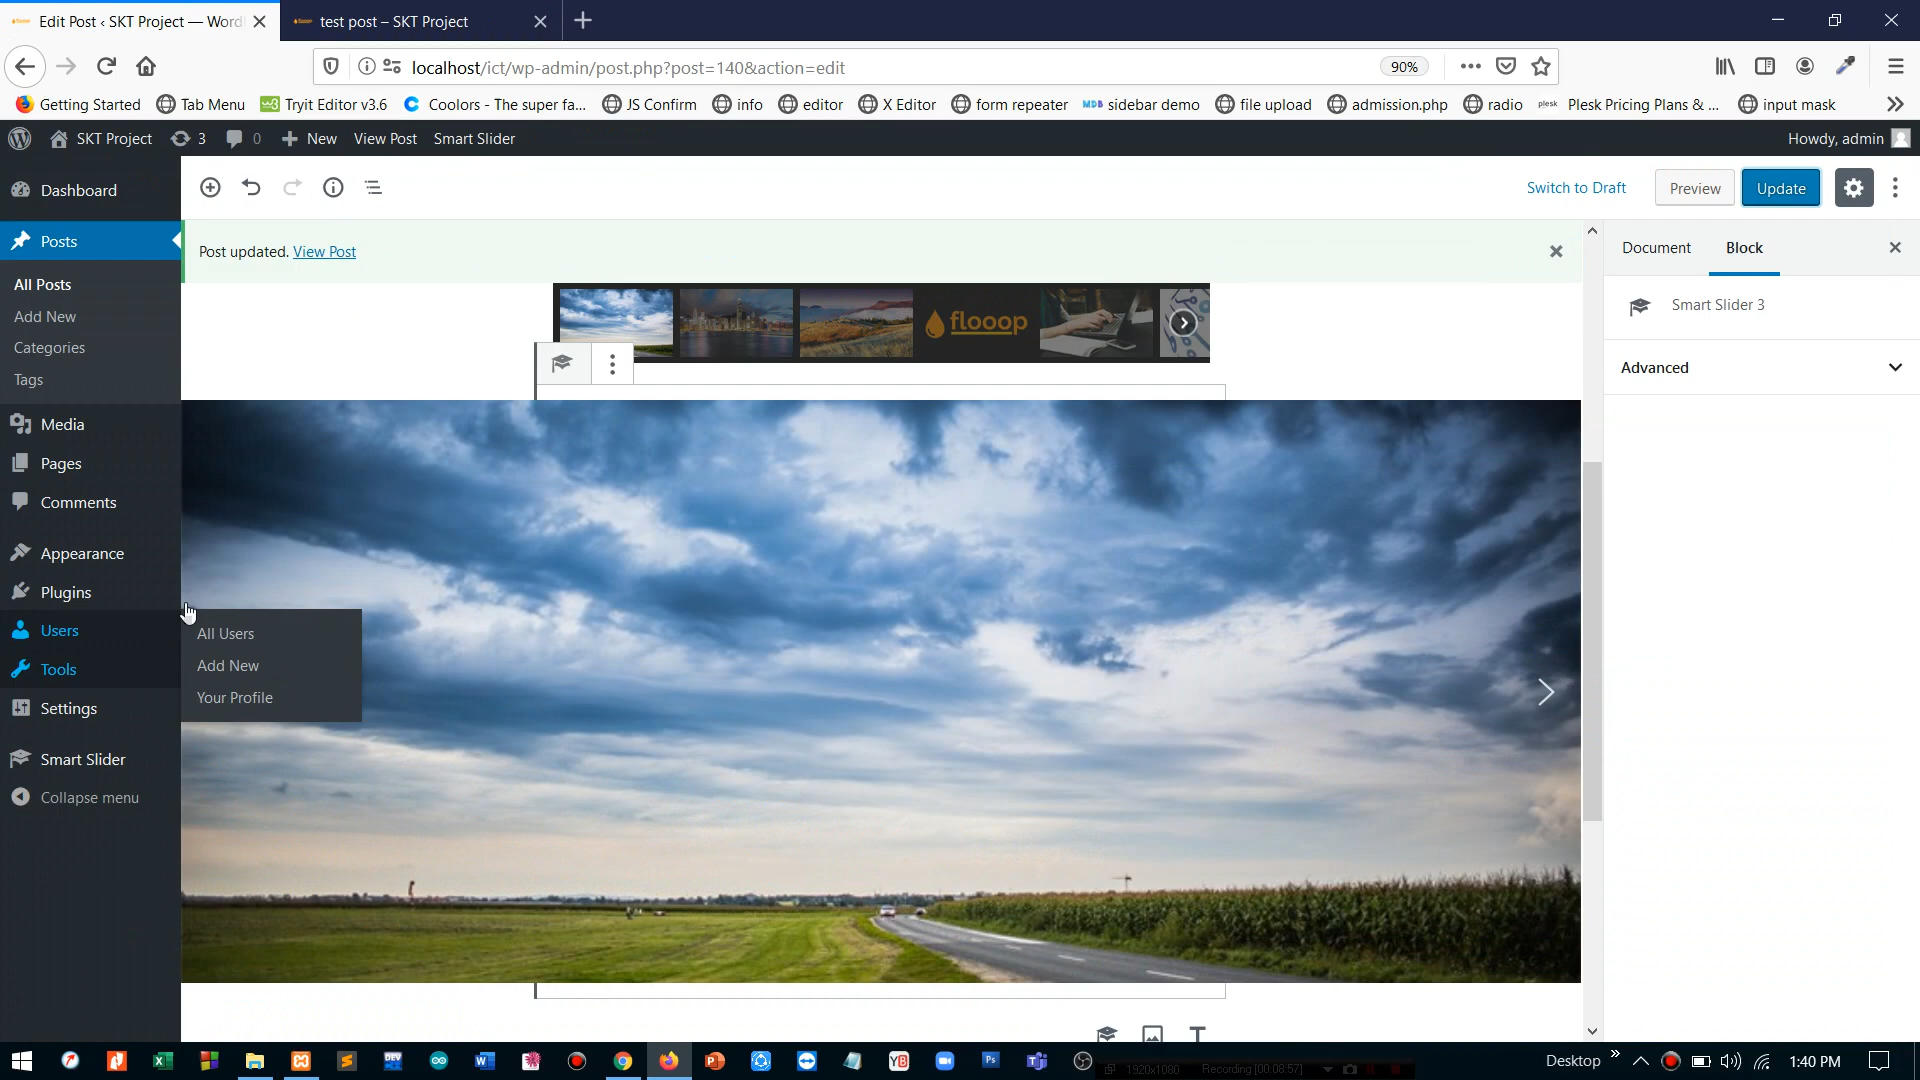 Edit Post ‹ SKT Project — Word
test post – SKT Project
localhost/ict/wp-admin/post.php?post=140&action=edit
90%
Getting Started
Tab Menu
Tryit Editor v3.6
Coolors - The super fa...
JS Confirm
info
editor
X Editor
form repeater
sidebar demo
file upload
admission.php
radio
plesk
Plesk Pricing Plans & ...
input mask
SKT Project
3
0
New
View Post
Smart Slider
Howdy, admin
Dashboard
Switch to Draft
Preview
Update
Posts
Post updated. View Post
Document
Block
All Posts
Add New
Categories
Tags
flooop
Smart Slider 3
Advanced
Media
Pages
Comments
Appearance
Plugins
Users
Tools
Settings
All Users
Add New
Your Profile
Smart Slider
Collapse menu
Desktop
1:40 PM
1920x1080
Recording [00:08:57]